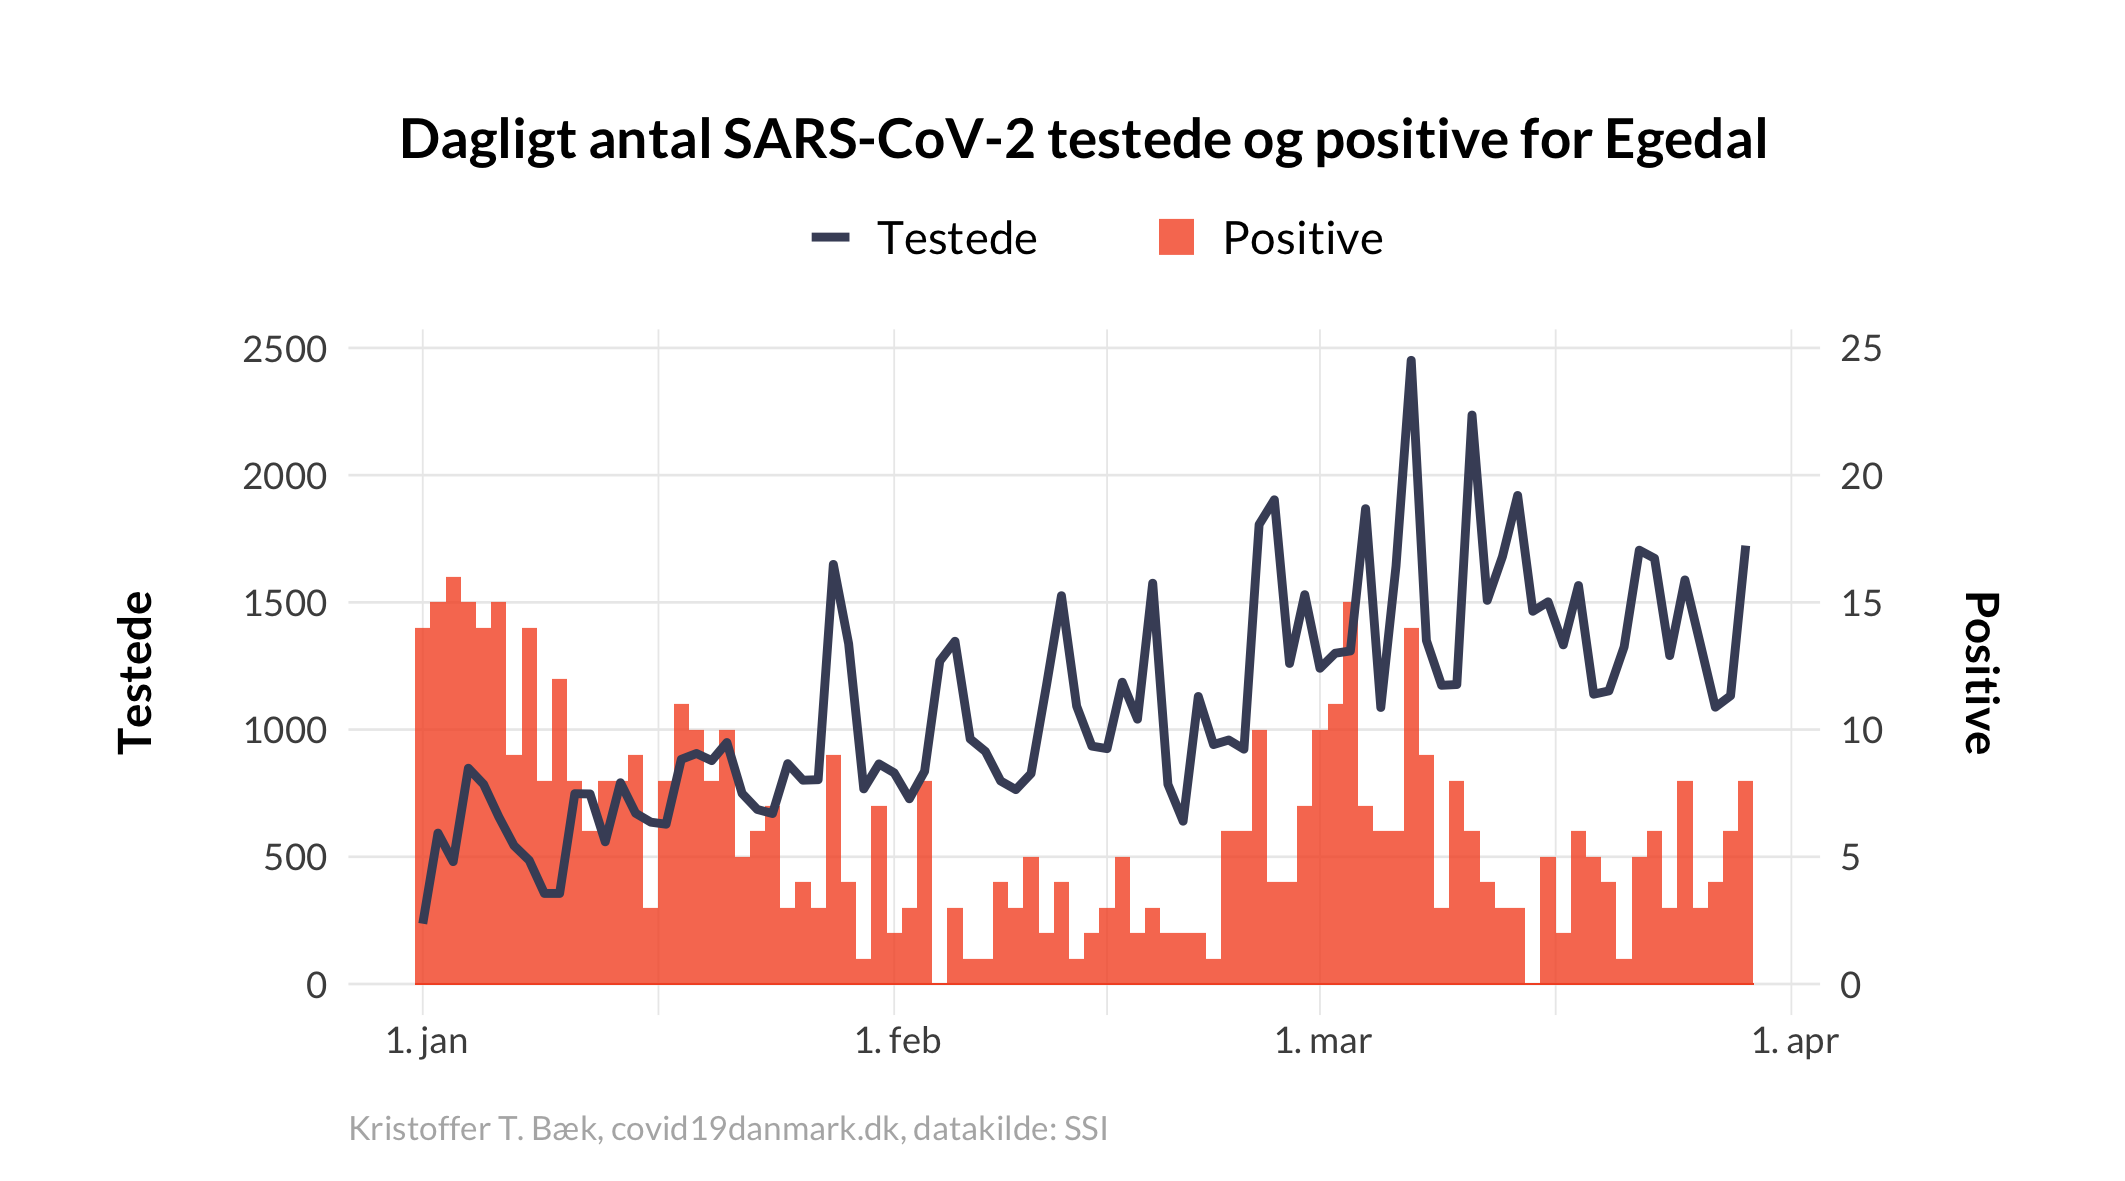 Dagligt antal SARS-CoV-2 testede og positive for Egedal
Testede Positive
2500 25
2000 20
1500 15
1000 10
500 5
0 0
Testede
Positive
1. jan 1. feb 1. mar 1. apr
Kristoffer T. Bæk, covid19danmark.dk, datakilde: SSI